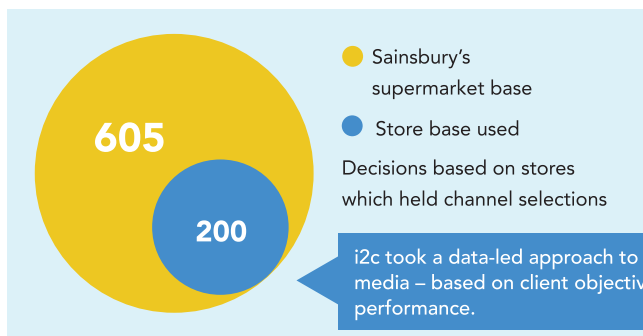 605
200
Sainsbury's
supermarket base
Store base used
Decisions based on stores
which held channel selections
i2c took a data-led approach to
media – based on client
performance.